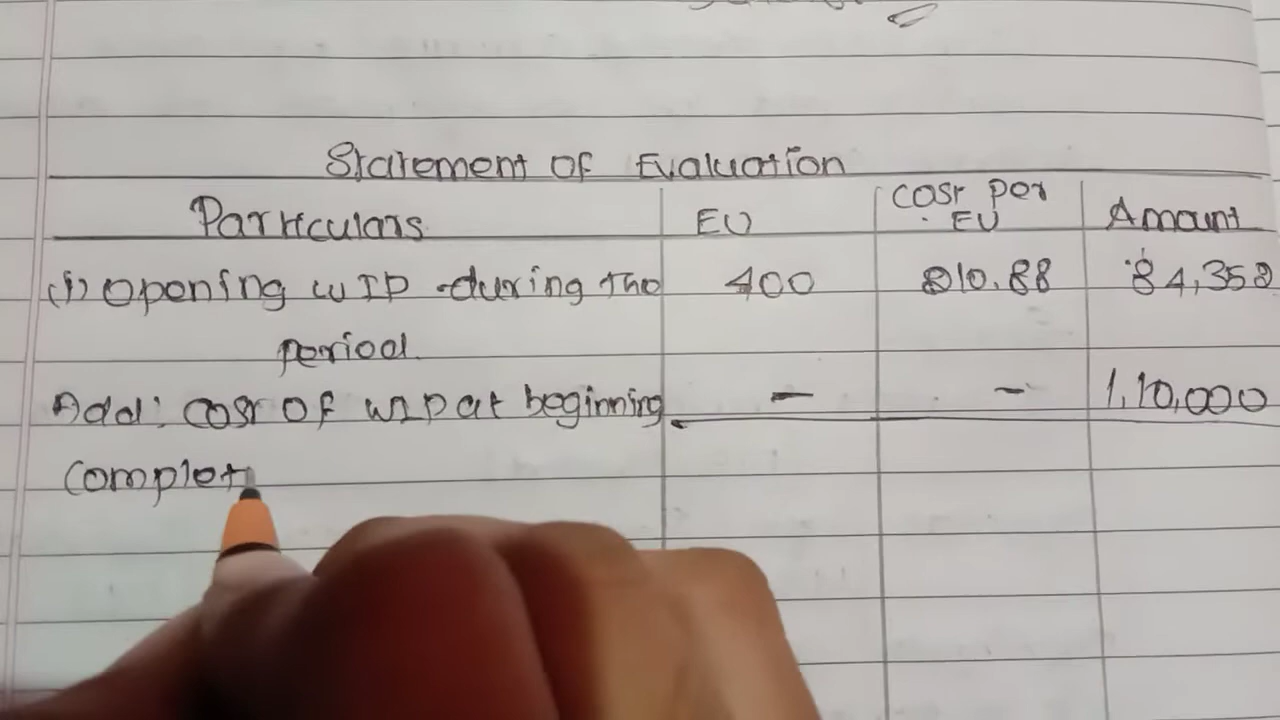 Statement of Evaluation
Particulars EU Cost per EU Amount
(i) Opening WIP during the 400 210.88 84,352
period
Add: Cost of WIP at beginning — — 1,10,000
Complet